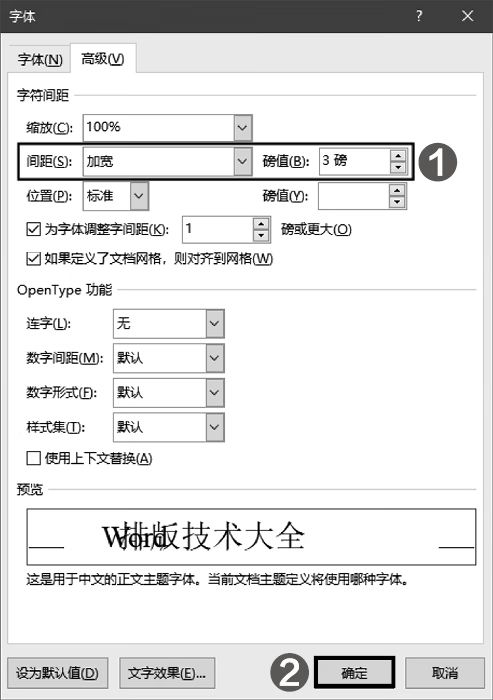 字体 ? ×
字体(N) 高级(V)
字符间距
缩放(C): 100%
间距(S): 加宽 磅值(B): 3 磅 1
位置(P): 标准 磅值(Y):
为字体调整字间距(K): 1 磅或更大(O)
如果定义了文档网格，则对齐到网格(W)
OpenType 功能
连字(L): 无
数字间距(M): 默认
数字形式(F): 默认
样式集(T): 默认
使用上下文替换(A)
预览
Word排版技术大全
这是用于中文的正文主题字体。当前文档主题定义将使用哪种字体。
设为默认值(D) 文字效果(E)... 2 确定 取消